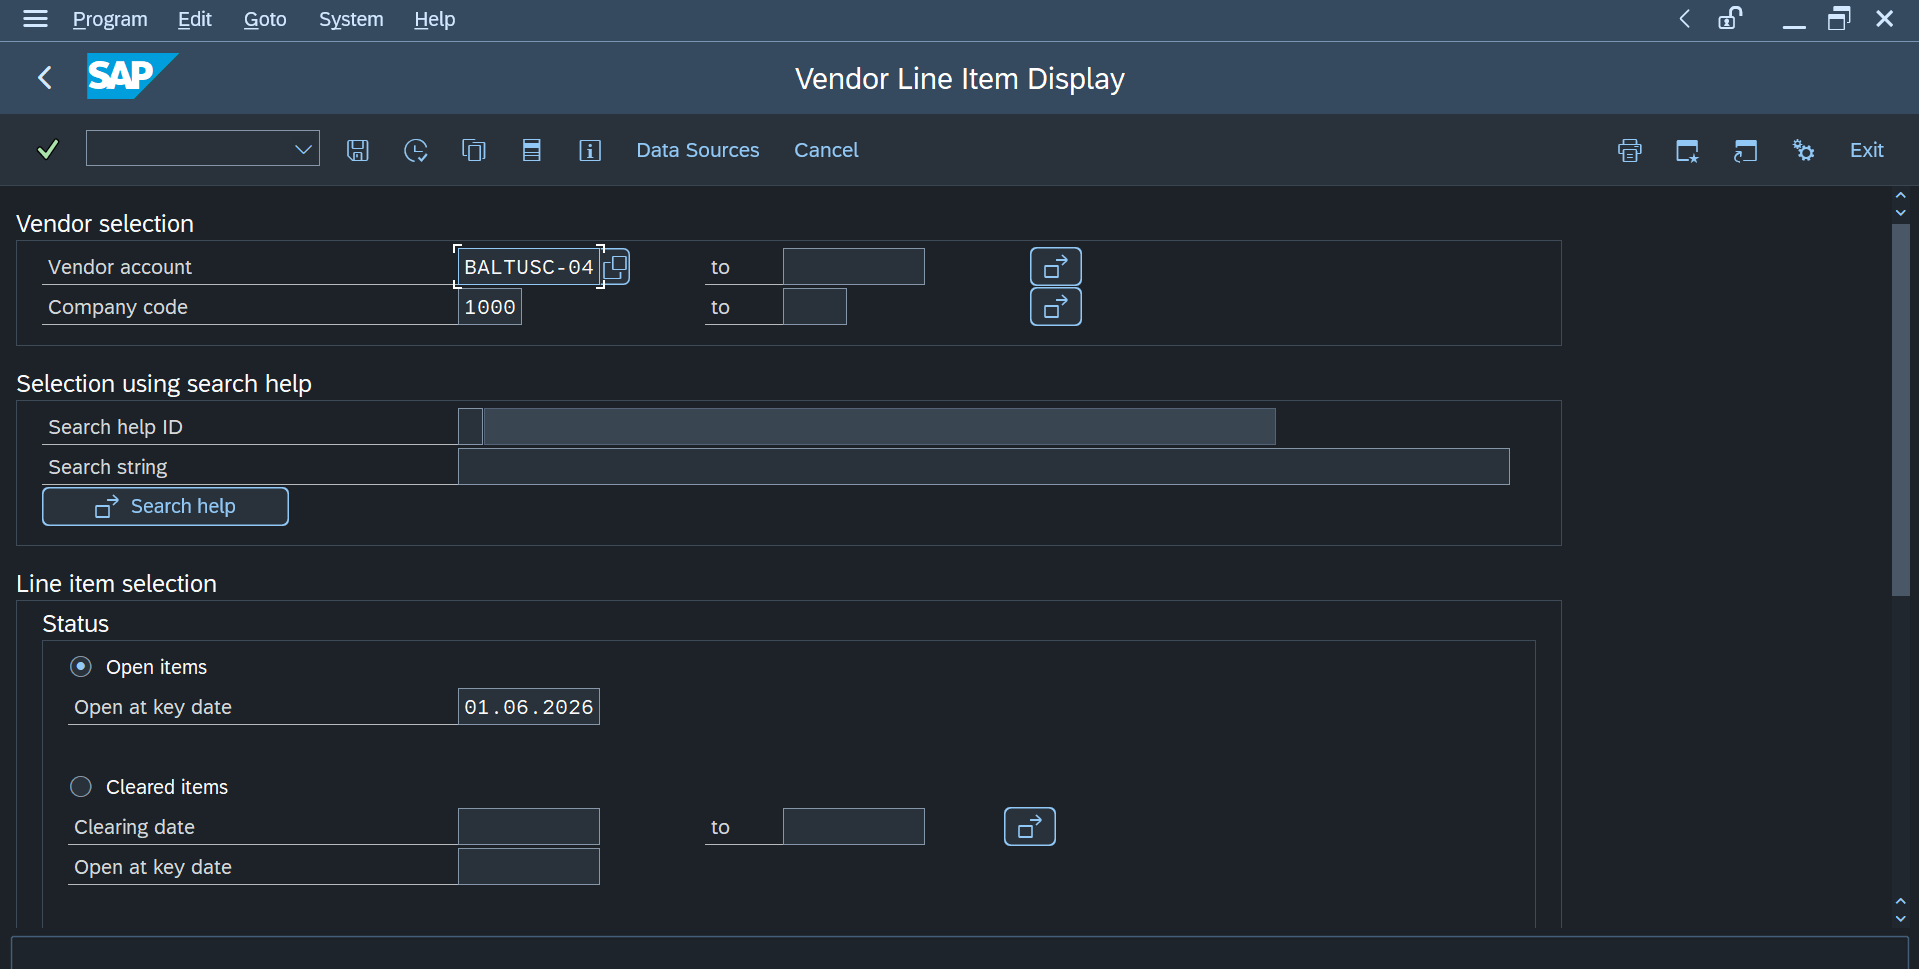 Program Edit Goto System Help
SAP Vendor Line Item Display
Data Sources Cancel Exit
Vendor selection
Vendor account BALTUSC-04 to
Company code 1000 to
Selection using search help
Search help ID
Search string
Search help
Line item selection
Status
Open items
Open at key date 01.06.2026
Cleared items
Clearing date to
Open at key date